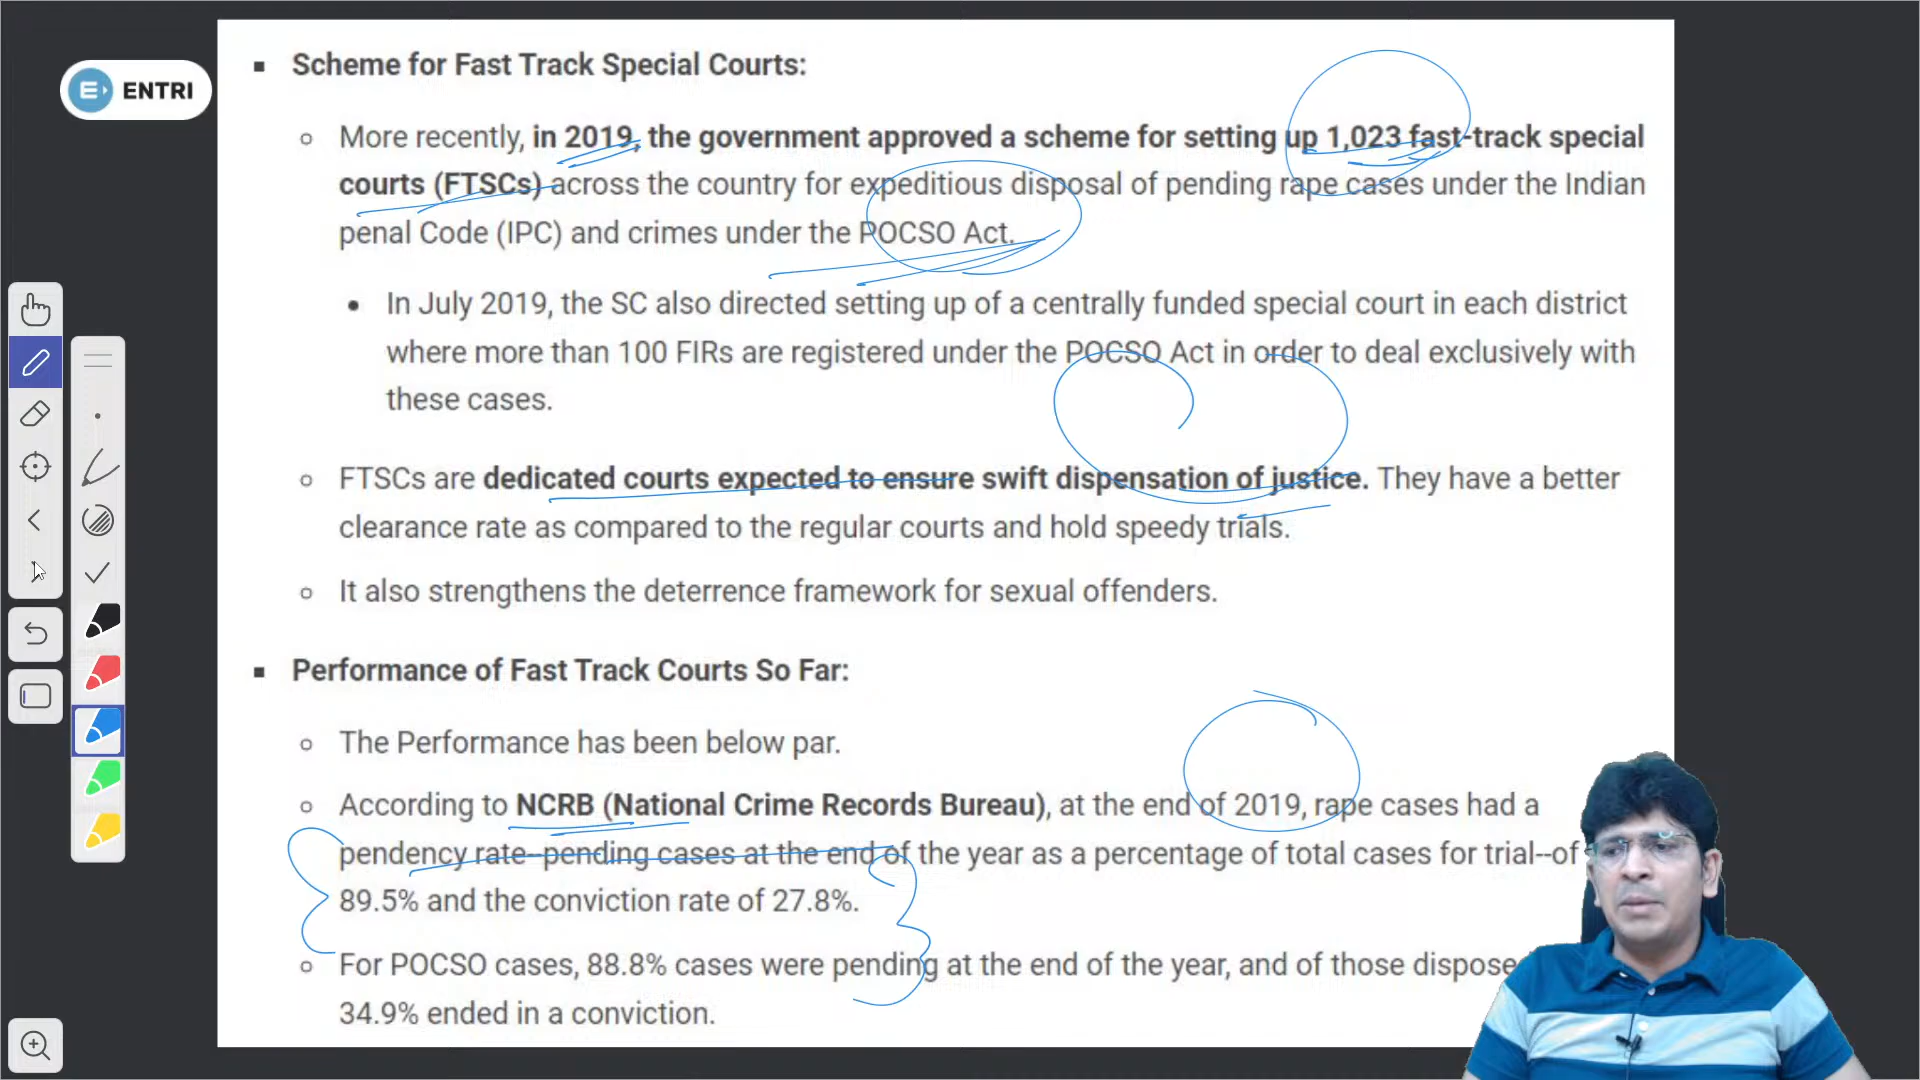 ENTRI
Scheme for Fast Track Special Courts:
More recently, in 2019, the government approved a scheme for setting up 1,023 fast-track special
courts (FTSCs) across the country for expeditious disposal of pending rape cases under the Indian
penal Code (IPC) and crimes under the POCSO Act.
In July 2019, the SC also directed setting up of a centrally funded special court in each district
where more than 100 FIRs are registered under the POCSO Act in order to deal exclusively with
these cases.
FTSCs are dedicated courts expected to ensure swift dispensation of justice. They have a better
clearance rate as compared to the regular courts and hold speedy trials.
It also strengthens the deterrence framework for sexual offenders.
Performance of Fast Track Courts So Far:
The Performance has been below par.
According to NCRB (National Crime Records Bureau), at the end of 2019, rape cases had a
pendency rate--pending cases at the end of the year as a percentage of total cases for trial--of
89.5% and the conviction rate of 27.8%.
For POCSO cases, 88.8% cases were pending at the end of the year, and of those
34.9% ended in a conviction.